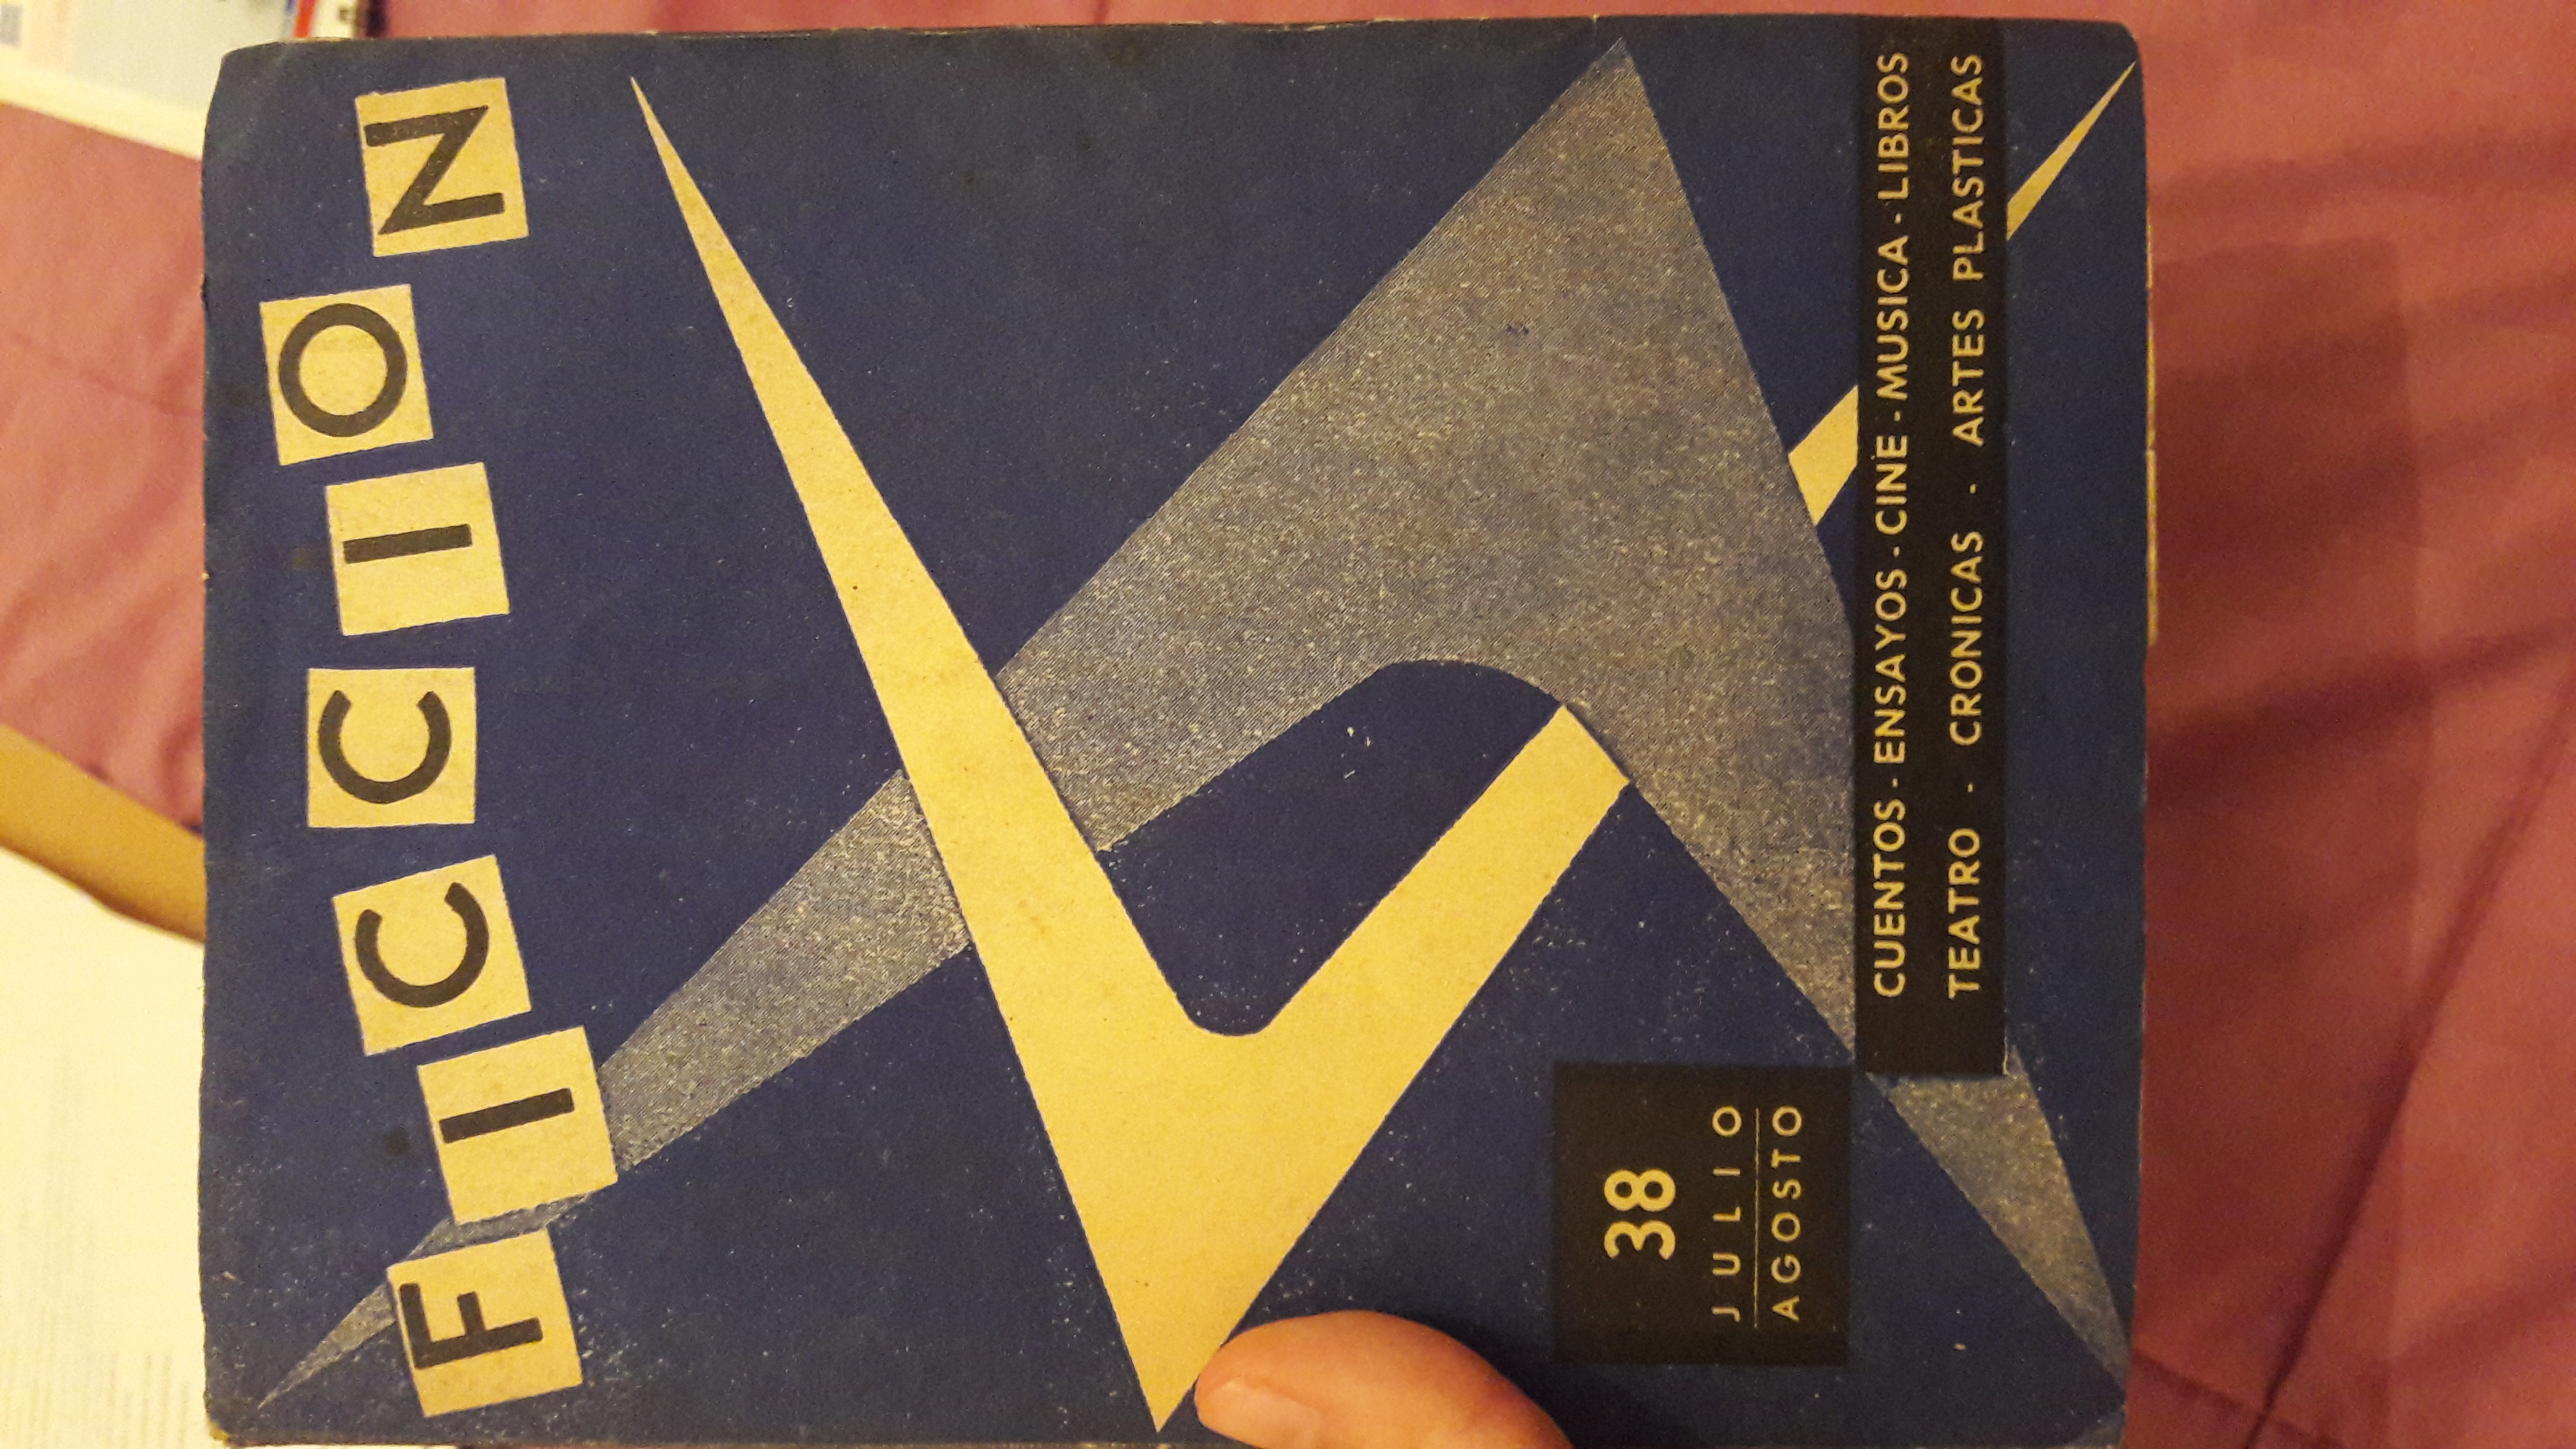 FICCION
38
JULIO
AGOSTO
CUENTOS - ENSAYOS - CINE - MUSICA - LIBROS
TEATRO - CRONICAS - ARTES PLASTICAS